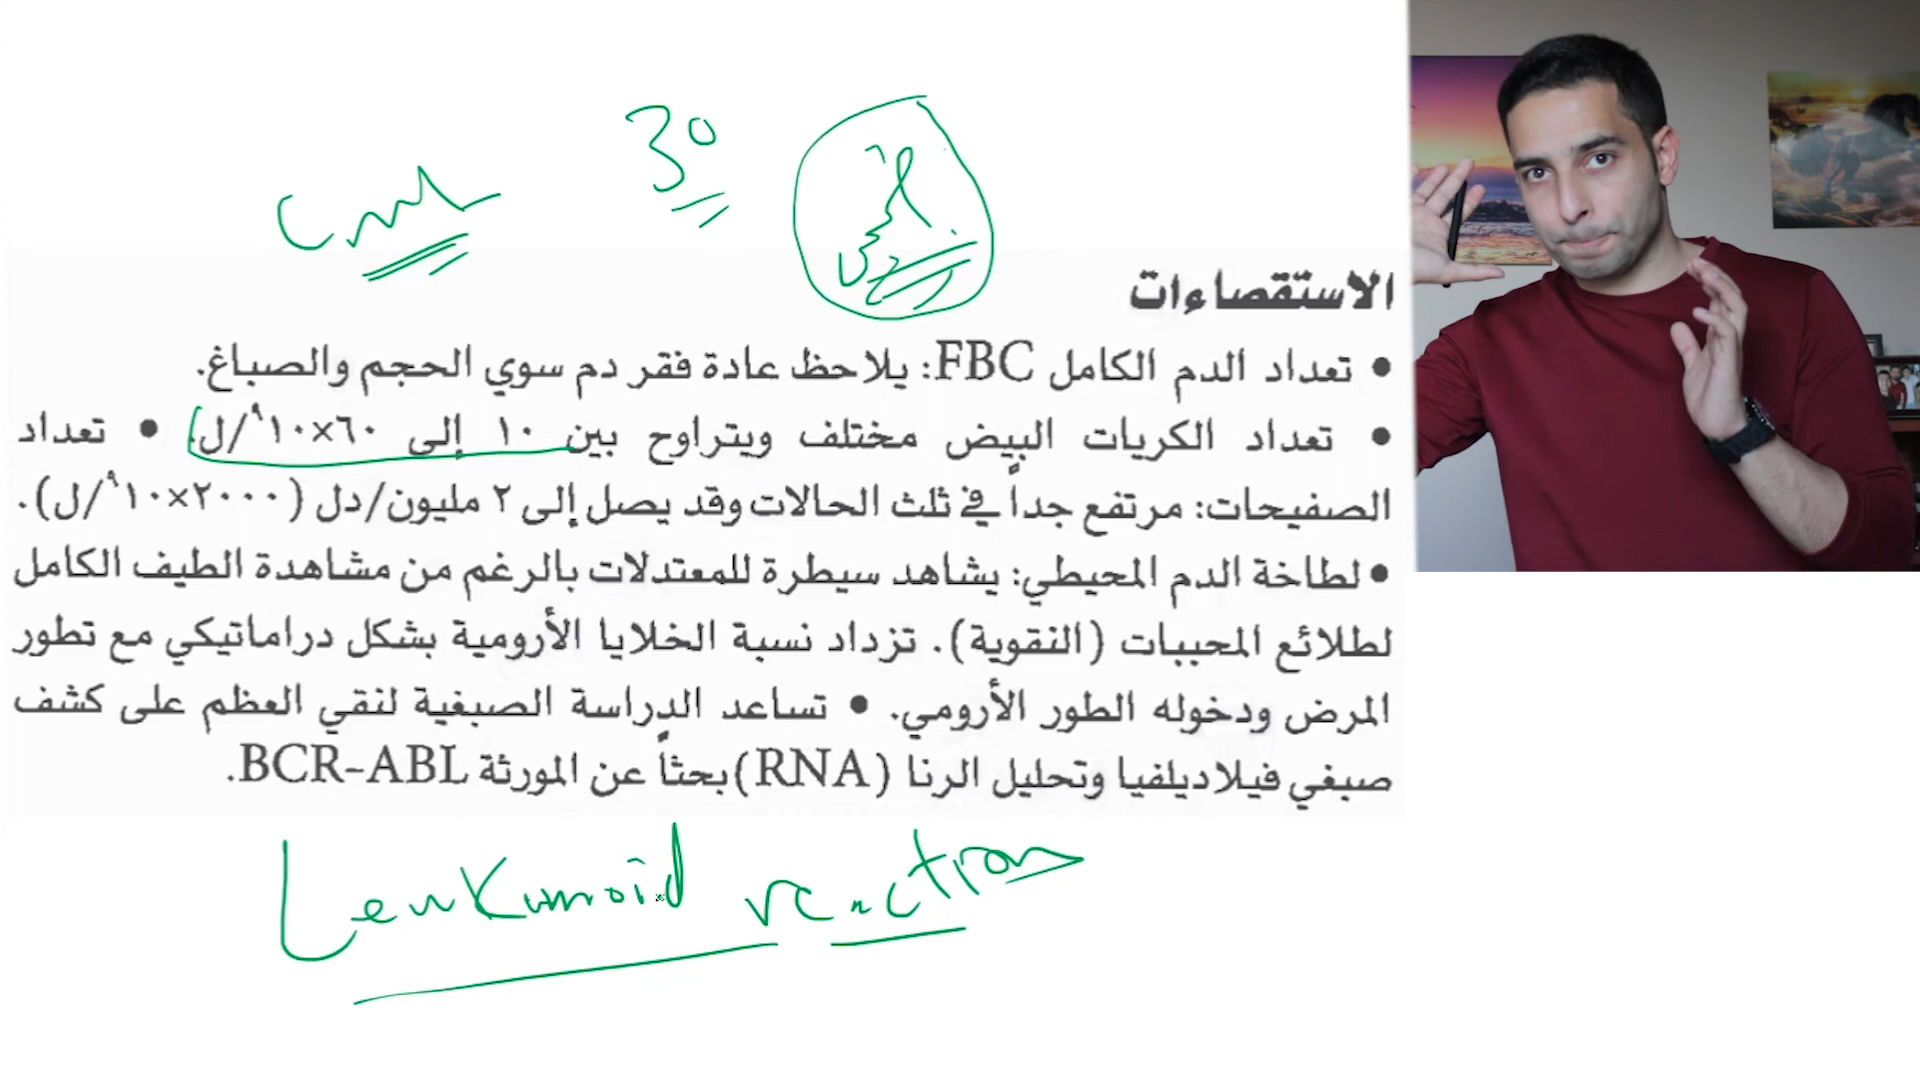 Cml
30
الاستقصاءات
• تعداد الدم الكامل FBC: يلاحظ عادة فقر دم سوي الحجم والصباغ.
• تعداد الكريات البيض مختلف ويتراوح بين ١٠ إلى ٦٠×١٠⁹/ل. • تعداد
الصفيحات: مرتفع جداً في ثلث الحالات وقد يصل إلى ٢ مليون/دل (٢٠٠٠×١٠⁹/ل).
• لطاخة الدم المحيطي: يشاهد سيطرة للمعتدلات بالرغم من مشاهدة الطيف الكامل
لطلائع المحببات (النقوية). تزداد نسبة الخلايا الأرومية بشكل دراماتيكي مع تطور
المرض ودخوله الطور الأرومي. • تساعد الدراسة الصبغية لنقي العظم على كشف
صبغي فيلاديلفيا وتحليل الرنا (RNA) بحثاً عن المورثة BCR-ABL.
Leukumoid reaction